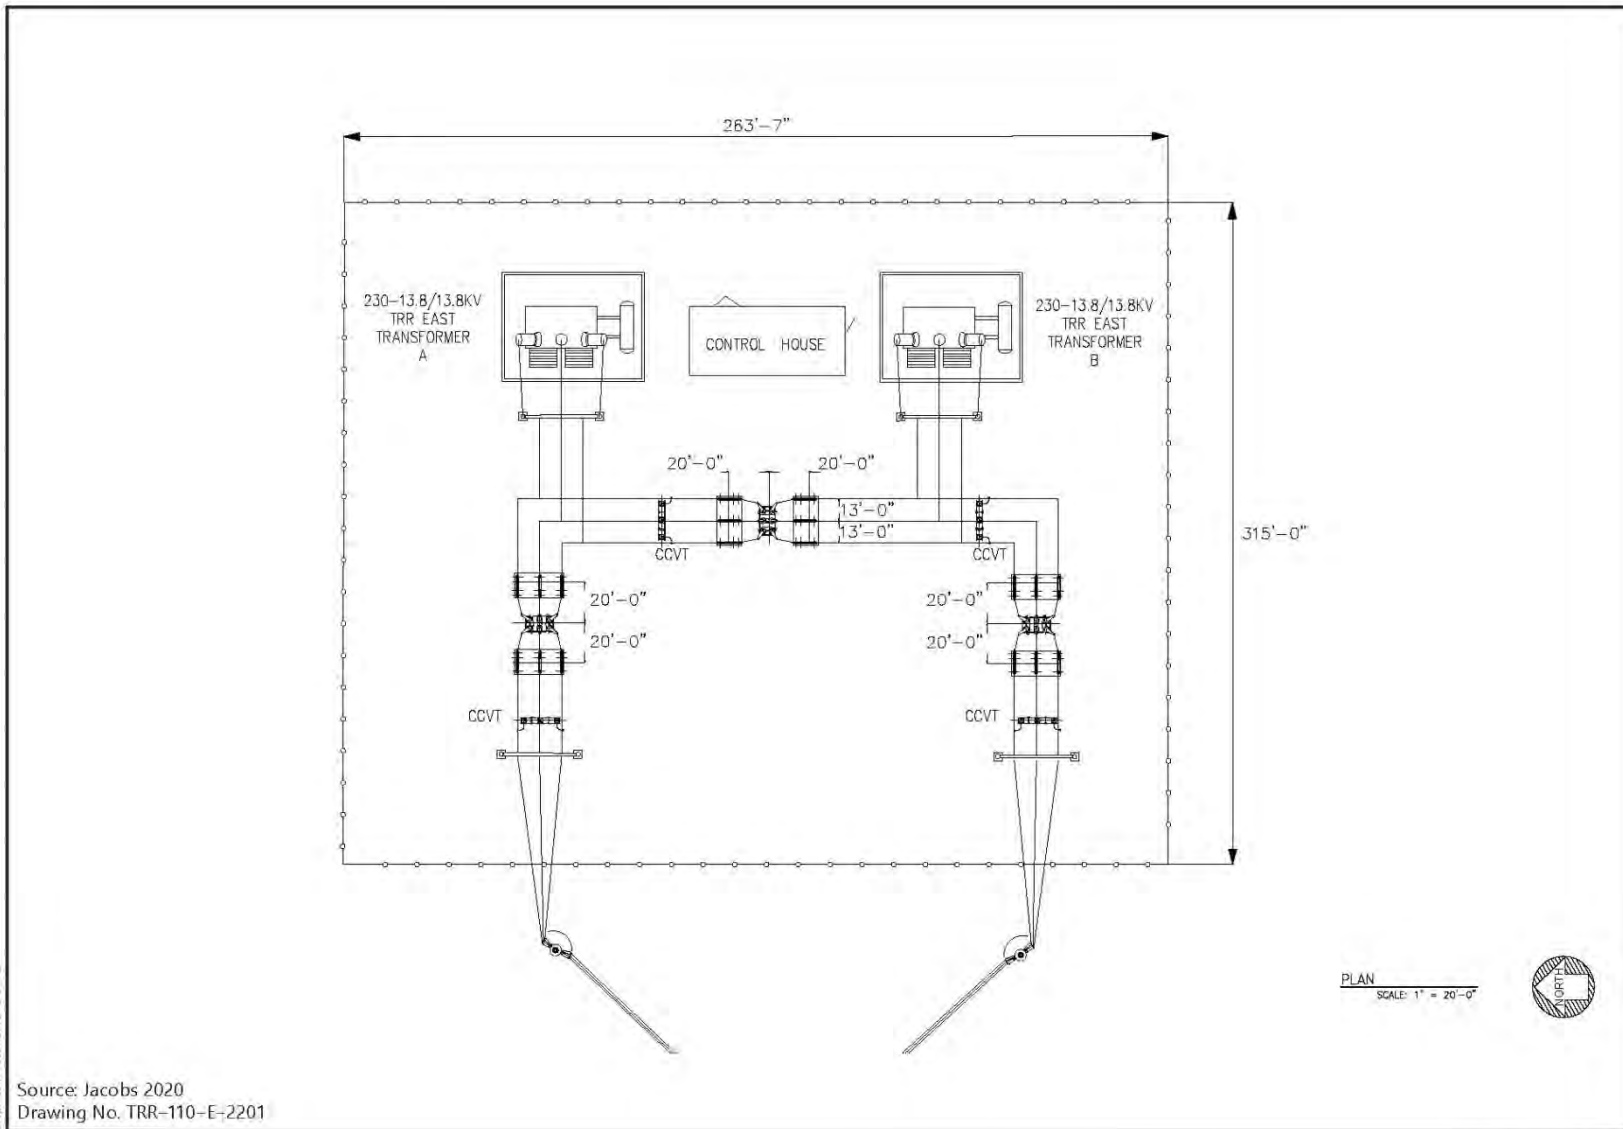 263'-7"
230-13.8/13.8KV
TRR EAST
TRANSFORMER
A
CONTROL HOUSE
230-13.8/13.8KV
TRR EAST
TRANSFORMER
B
20'-0"
20'-0"
13'-0"
13'-0"
315'-0"
CCVT
CCVT
20'-0"
20'-0"
20'-0"
20'-0"
CCVT
CCVT
PLAN
SCALE: 1" = 20'-0"
NORTH
Source: Jacobs 2020
Drawing No. TRR-110-E-2201